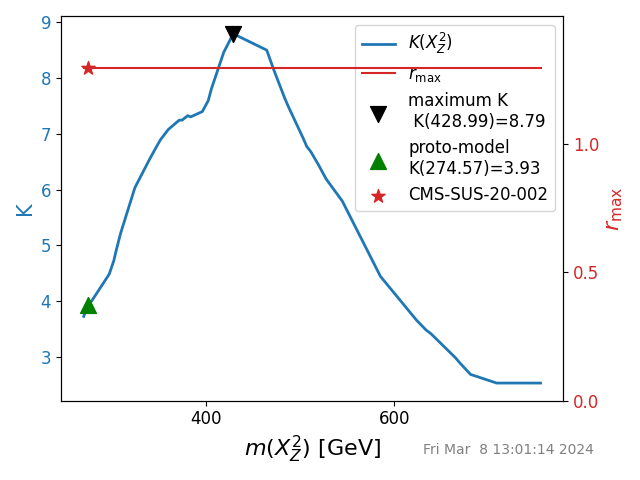 9
8
7
6
5
4
3
K
K(X_Z^2)
r_max
maximum K
K(428.99)=8.79
proto-model
K(274.57)=3.93
CMS-SUS-20-002
1.0
0.5
0.0
r_max
400 600
m(X_Z^2) [GeV]
Fri Mar  8 13:01:14 2024